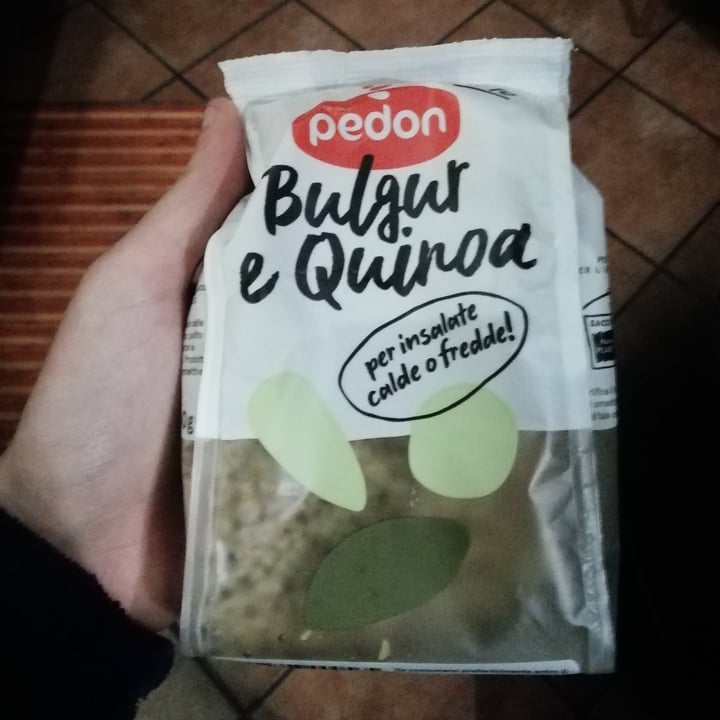 pedon
Bulgur
e Quinoa
per insalate
calde o fredde!